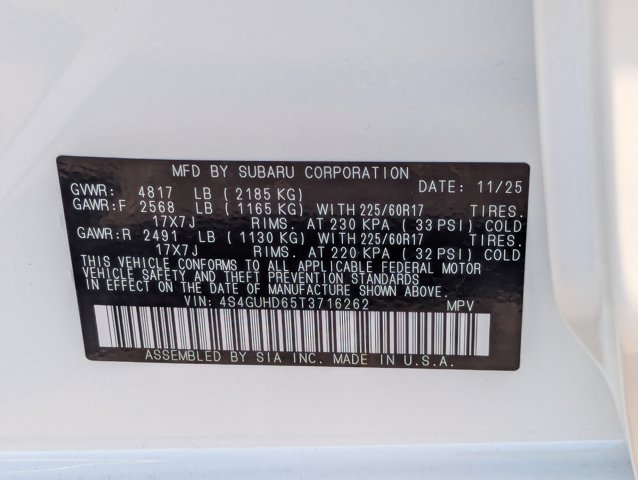 MFD BY SUBARU CORPORATION
GVWR: 4817 LB (2185 KG) DATE: 11/25
GAWR:F 2568 LB (1165 KG) WITH 225/60R17 TIRES.
17X7J RIMS. AT 230 KPA (33 PSI) COLD
GAWR:R 2491 LB (1130 KG) WITH 225/60R17 TIRES.
17X7J RIMS. AT 220 KPA (32 PSI) COLD
THIS VEHICLE CONFORMS TO ALL APPLICABLE FEDERAL MOTOR
VEHICLE SAFETY AND THEFT PREVENTION STANDARDS
IN EFFECT ON THE DATE OF MANUFACTURE SHOWN ABOVE.
VIN: 4S4GUHD65T3716262 MPV
ASSEMBLED BY SIA INC. MADE IN U.S.A.